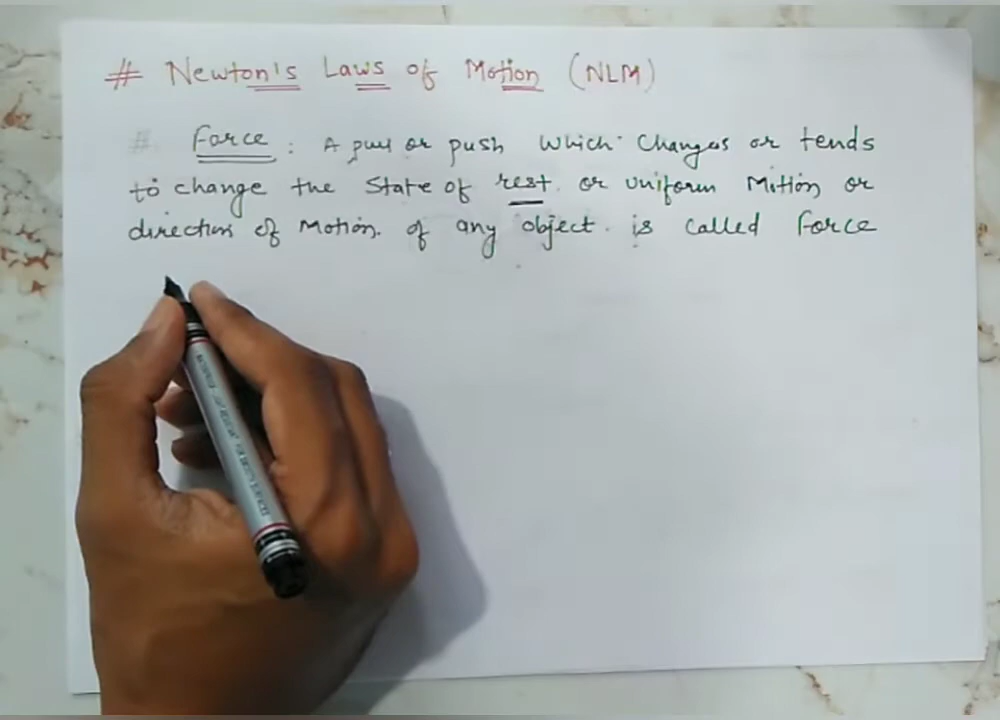 # Newton's Laws of Motion (NLM)
# Force : A pull or push which changes or tends
to change the State of rest or uniform Motion or
direction of Motion. of any object. is called Force